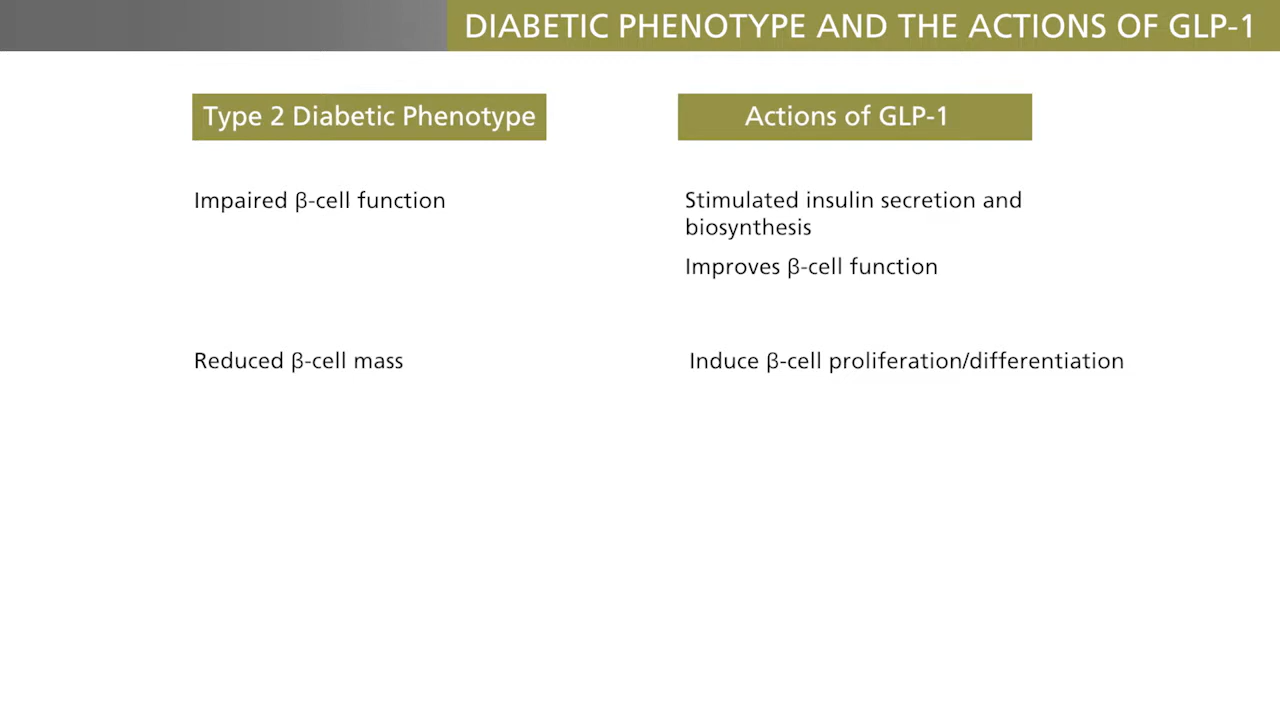 DIABETIC PHENOTYPE AND THE ACTIONS OF GLP-1
Type 2 Diabetic Phenotype
Actions of GLP-1
Impaired β-cell function
Stimulated insulin secretion and
biosynthesis
Improves β-cell function
Reduced β-cell mass
Induce β-cell proliferation/differentiation